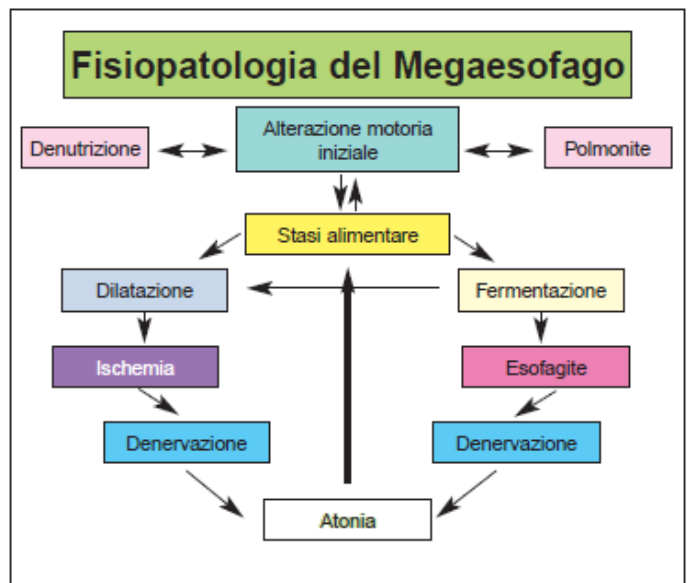 Fisiopatologia del Megaesofago
Denutrizione
Alterazione motoria
iniziale
Polmonite
Stasi alimentare
Dilatazione
Fermentazione
Ischemia
Esofagite
Denervazione
Denervazione
Atonia